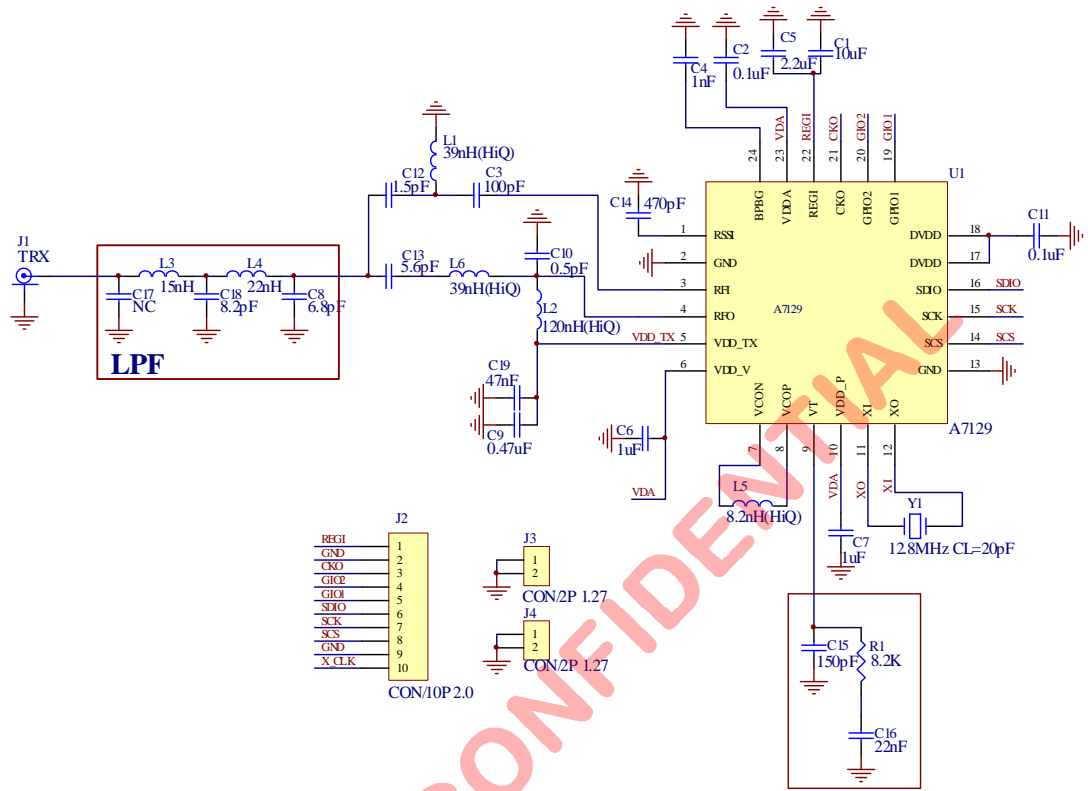 C5
C1
C2
2.2uF
10uF
C4
0.1uF
1nF
VDA
REGI
CKO
GIO2
GIO1
L1
39nH(HiQ)
24
23
22
21
20
19
U1
C12
C3
1.5pF
100pF
C14
470pF
BPBG
VDDA
REGI
CKO
GPIO2
GPIO1
C11
0.1uF
J1
TRX
1
RSSI
DVDD
18
C13
5.6pF
L6
39nH(HiQ)
C10
0.5pF
2
GND
DVDD
17
L3
15nH
L4
22nH
3
RFI
SDIO
16
SDIO
C17
NC
C18
8.2pF
C8
6.8pF
L2
120nH(HiQ)
4
RFO
A7129
SCK
15
SCK
LPF
VDD_TX
5
VDD_TX
SCS
14
SCS
C19
47nF
6
VDD_V
GND
13
VCON
VCOP
VT
VDD_P
XI
XO
C9
0.47uF
C6
1uF
A7129
7
8
9
10
11
12
VDA
L5
8.2nH(HiQ)
VDA
XO
XI
Y1
12.8MHz CL=20pF
C7
1uF
J2
REGI
1
GND
2
CKO
3
GIO2
4
GIO1
5
SDIO
6
SCK
7
SCS
8
GND
9
X_CLK
10
CON/10P 2.0
J3
1
2
CON/2P 1.27
J4
1
2
CON/2P 1.27
C15
150pF
R1
8.2K
C16
22nF
CONFIDENTIAL